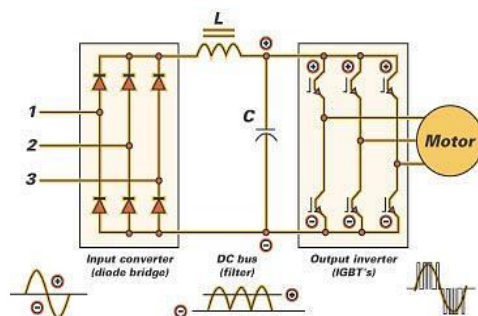 L
1
2
3
C
Motor
+
-
+
+
+
-
-
-
Input converter
(diode bridge)
DC bus
(filter)
Output inverter
(IGBT's)
+
-
+
-